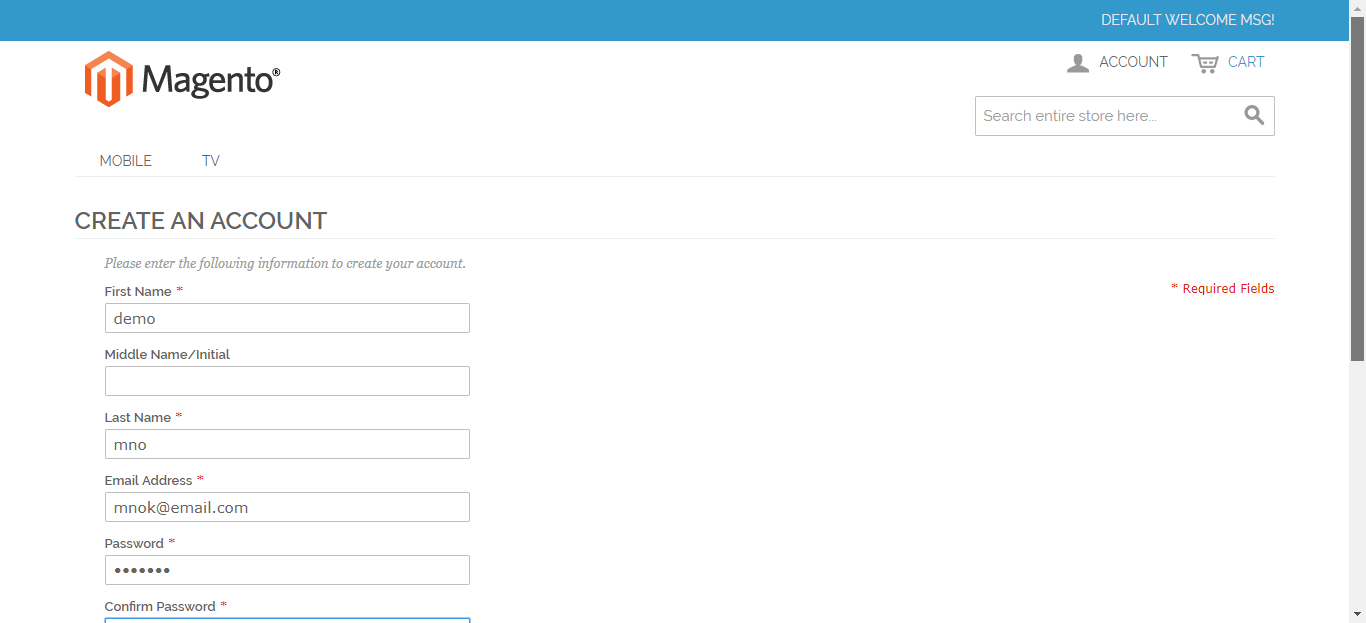 DEFAULT WELCOME MSG!
Magento®
ACCOUNT CART
Search entire store here...
MOBILE TV
CREATE AN ACCOUNT
Please enter the following information to create your account.
* Required Fields
First Name *
demo
Middle Name/Initial
Last Name *
mno
Email Address *
mnok@email.com
Password *
•••••••
Confirm Password *